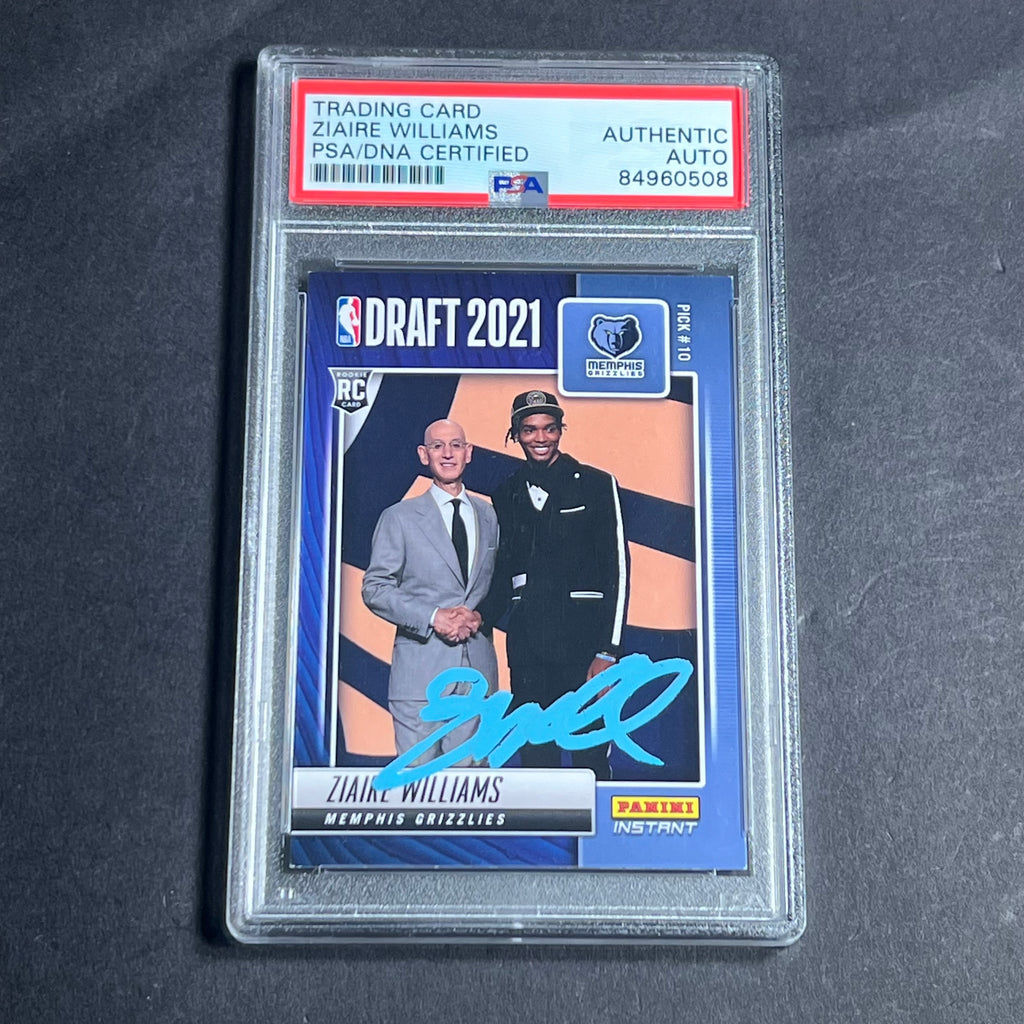 TRADING CARD
ZIAIRE WILLIAMS
PSA/DNA CERTIFIED
AUTHENTIC
AUTO
84960508
PSA
NBA
DRAFT 2021
MEMPHIS
GRIZZLIES
PICK # 10
ROOKIE
RC
CARD
ZIAIRE WILLIAMS
MEMPHIS GRIZZLIES
PANINI
INSTANT